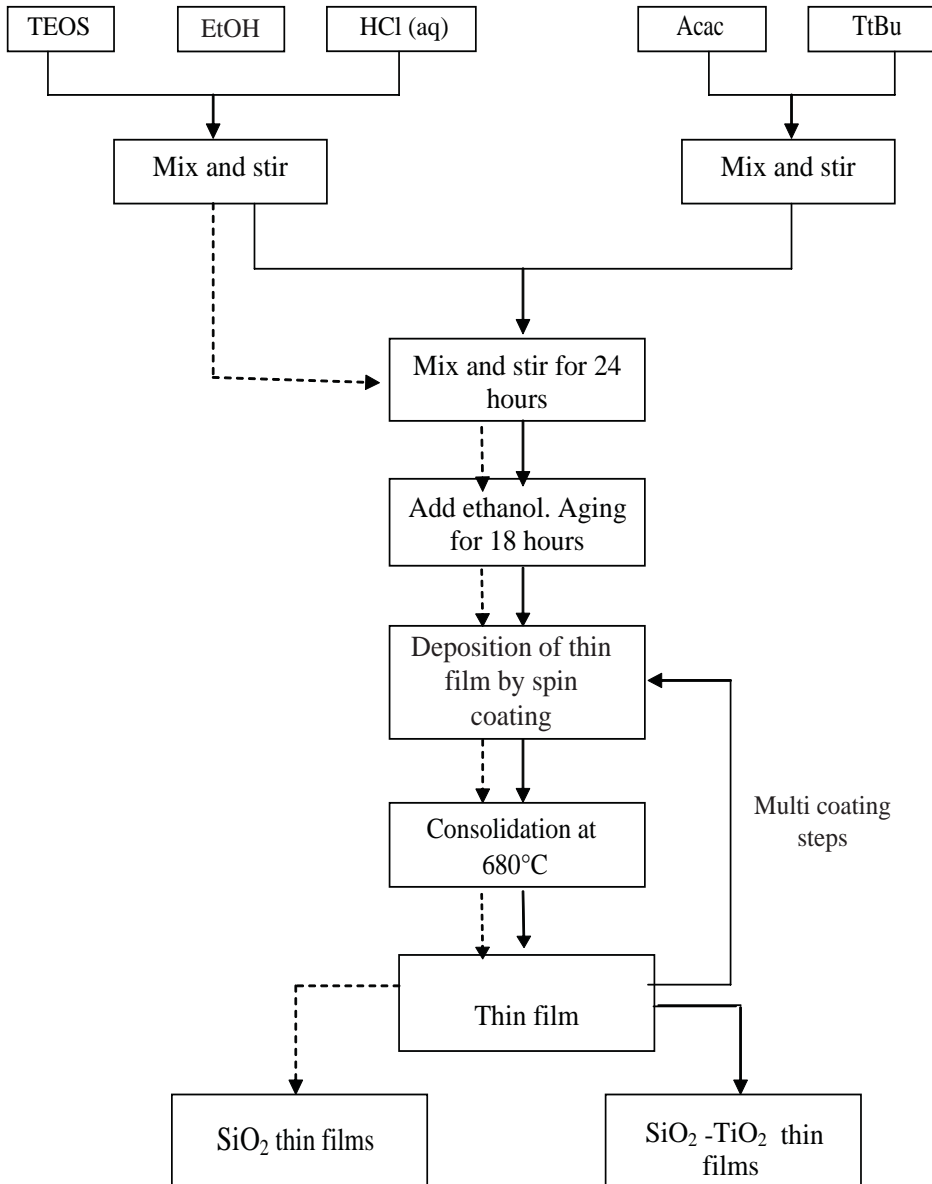 TEOS
EtOH
HCl (aq)
Acac
TtBu
Mix and stir
Mix and stir
Mix and stir for 24
hours
Add ethanol. Aging
for 18 hours
Deposition of thin
film by spin
coating
Multi coating
steps
Consolidation at
680°C
Thin film
SiO₂ thin films
SiO₂ -TiO₂ thin
films